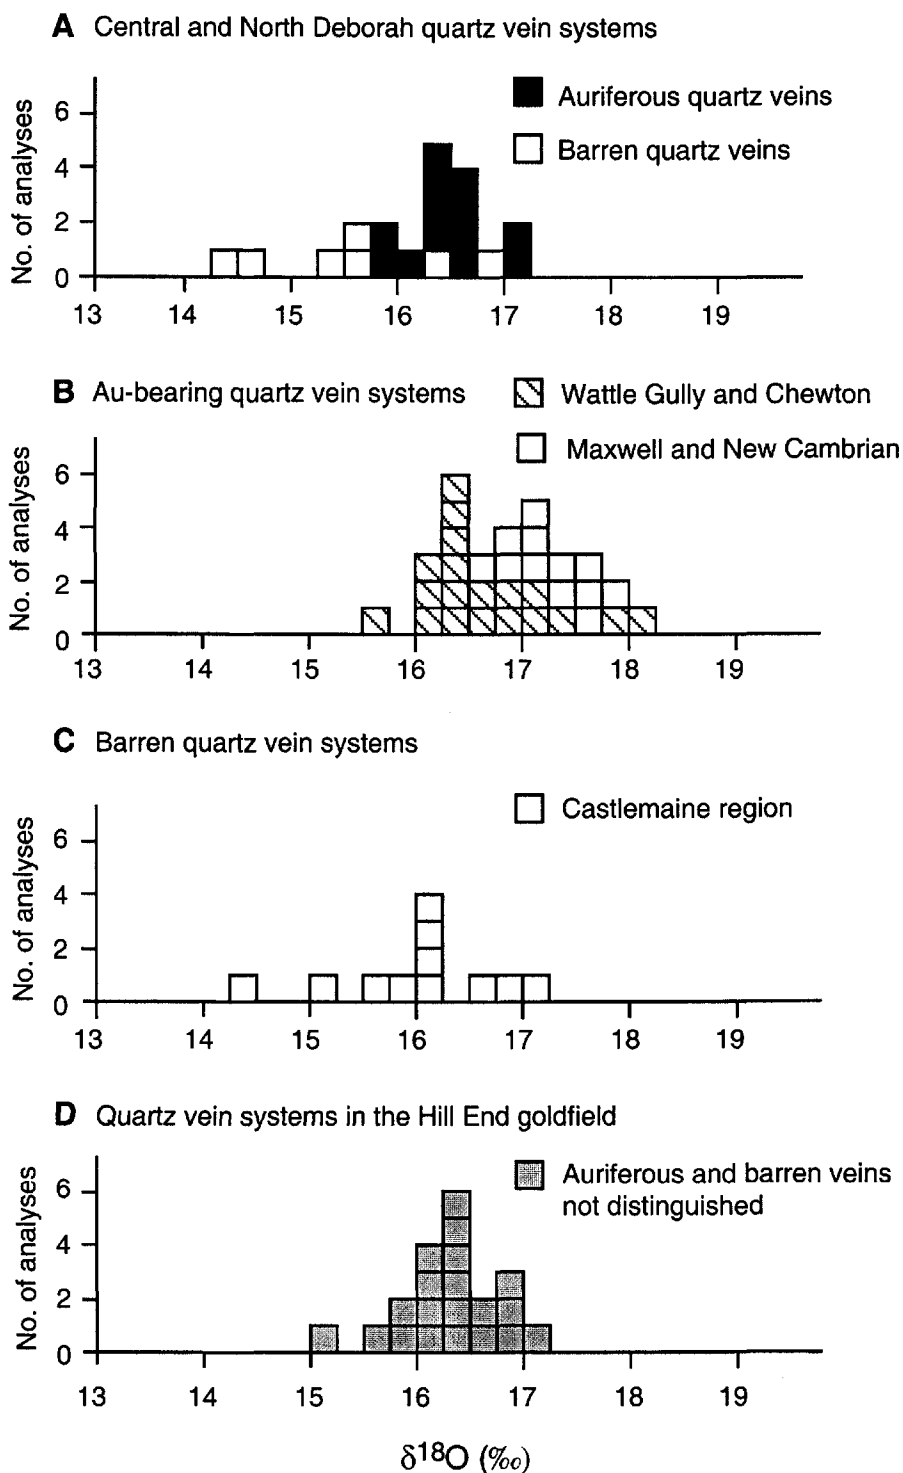 A Central and North Deborah quartz vein systems
Auriferous quartz veins
Barren quartz veins
No. of analyses
6
4
2
0
13 14 15 16 17 18 19
B Au-bearing quartz vein systems
Wattle Gully and Chewton
Maxwell and New Cambrian
No. of analyses
6
4
2
0
13 14 15 16 17 18 19
C Barren quartz vein systems
Castlemaine region
No. of analyses
6
4
2
0
13 14 15 16 17 18 19
D Quartz vein systems in the Hill End goldfield
Auriferous and barren veins
not distinguished
No. of analyses
6
4
2
0
13 14 15 16 17 18 19
δ18O (‰)